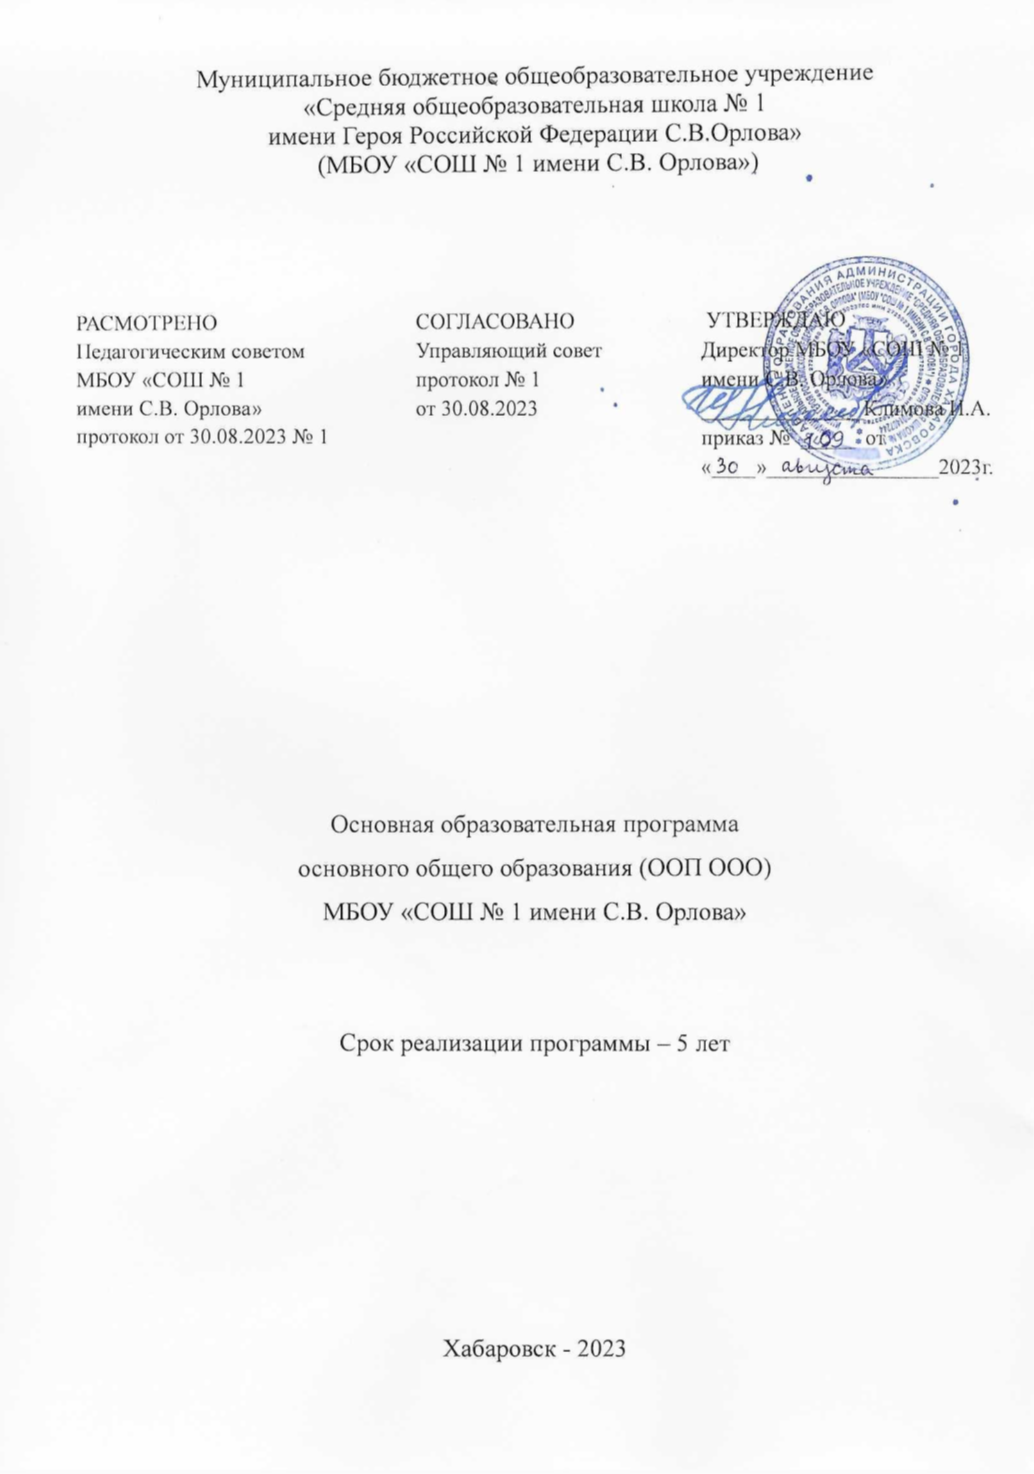 Муниципальное бюджетное общеобразовательное учреждение
«Средняя общеобразовательная школа № 1
имени Героя Российской Федерации С.В.Орлова»
(МБОУ «СОШ № 1 имени С.В. Орлова»)
РАСМОТРЕНО
Педагогическим советом
МБОУ «СОШ № 1
имени С.В. Орлова»
протокол от 30.08.2023 № 1
СОГЛАСОВАНО
Управляющий совет
протокол № 1
от 30.08.2023
УТВЕРЖДАЮ
Директор МБОУ «СОШ № 1
имени С.В. Орлова»
Климова И.А.
приказ № 109 от
«30» августа 2023г.
Основная образовательная программа
основного общего образования (ООП ООО)
МБОУ «СОШ № 1 имени С.В. Орлова»
Срок реализации программы – 5 лет
Хабаровск - 2023